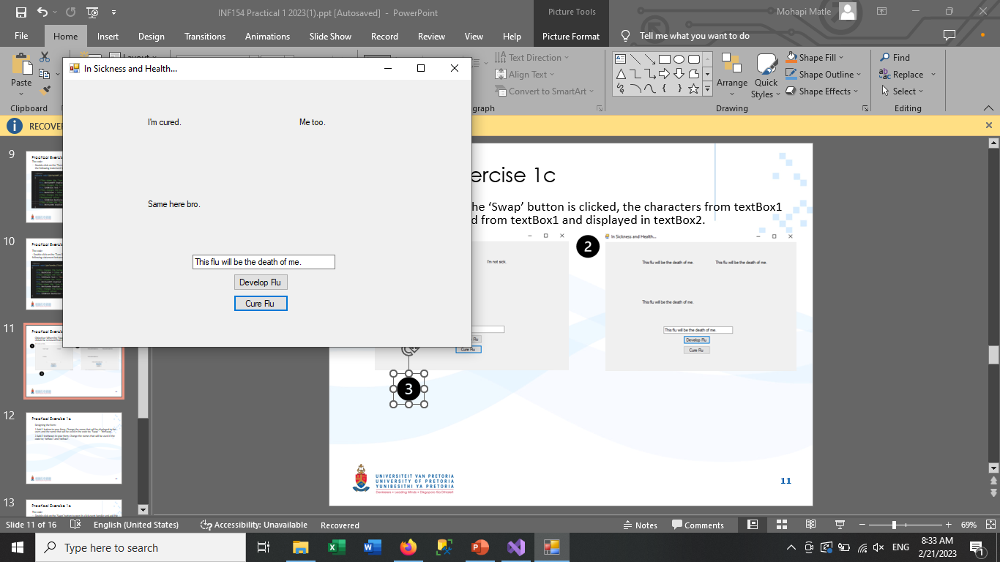 INF154 Practical 1 2023(1).ppt [Autosaved] - PowerPoint
Picture Tools
Mohapi Matle
File
Home
Insert
Design
Transitions
Animations
Slide Show
Record
Review
View
Help
Picture Format
Tell me what you want to do
Paste
Clipboard
Text Direction
Align Text
Convert to SmartArt
Arrange
Quick
Styles
Shape Fill
Shape Outline
Shape Effects
Drawing
Find
Replace
Select
Editing
In Sickness and Health...
I'm cured.
Me too.
Same here bro.
This flu will be the death of me.
Develop Flu
Cure Flu
9
10
11
12
Practical Exercise 1c
13
Practical Exercise 1c
ercise 1c
he ‘Swap’ button is clicked, the characters from textBox1
d from textBox1 and displayed in textBox2.
I'm not sick.
Cure Flu
2
In Sickness and Health...
This flu will be the death of me.
This flu will be the death of me.
This flu will be the death of me.
This flu will be the death of me.
Develop Flu
Cure Flu
3
UNIVERSITEIT VAN PRETORIA
UNIVERSITY OF PRETORIA
YUNIBESITHI YA PRETORIA
11
Slide 11 of 16
English (United States)
Accessibility: Unavailable
Recovered
Notes
Comments
69%
Type here to search
ENG
8:33 AM
2/21/2023
1